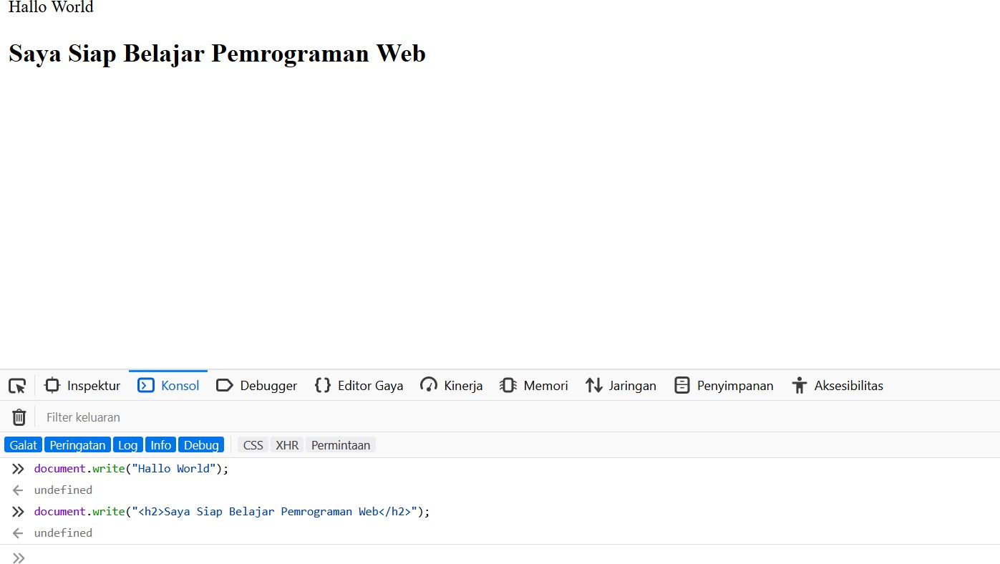 Hallo World
Saya Siap Belajar Pemrograman Web
Inspektur Konsol Debugger Editor Gaya Kinerja Memori Jaringan Penyimpanan Aksesibilitas
Filter keluaran
Galat Peringatan Log Info Debug CSS XHR Permintaan
document.write("Hallo World");
undefined
document.write("<h2>Saya Siap Belajar Pemrograman Web</h2>");
undefined